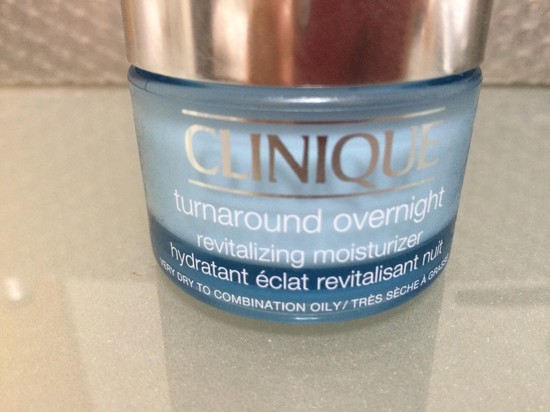 CLINIQUE
turnaround overnight
revitalizing moisturizer
hydratant éclat revitalisant nuit
VERY DRY TO COMBINATION OILY/TRÈS SÈCHE À GRASSE